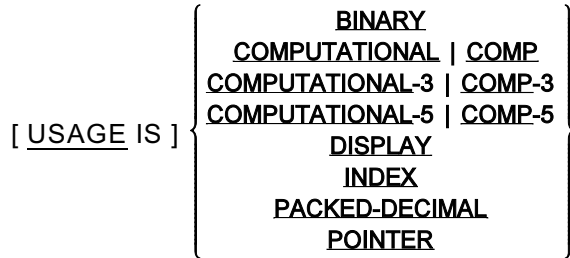 BINARY
COMPUTATIONAL | COMP
COMPUTATIONAL-3 | COMP-3
COMPUTATIONAL-5 | COMP-5
[ USAGE IS ]
DISPLAY
INDEX
PACKED-DECIMAL
POINTER